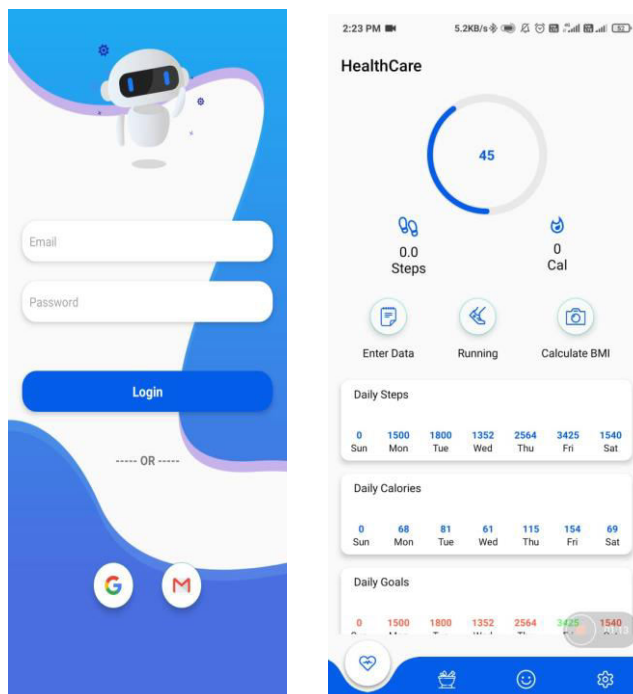 Email
Password
Login
----- OR -----
G
M
2:23 PM 5.2KB/s
HealthCare
45
0.0 0
Steps Cal
Enter Data Running Calculate BMI
Daily Steps
0 1500 1800 1352 2564 3425 1540
Sun Mon Tue Wed Thu Fri Sat
Daily Calories
0 68 81 61 115 154 69
Sun Mon Tue Wed Thu Fri Sat
Daily Goals
0 1500 1800 1352 2564 3425 1540